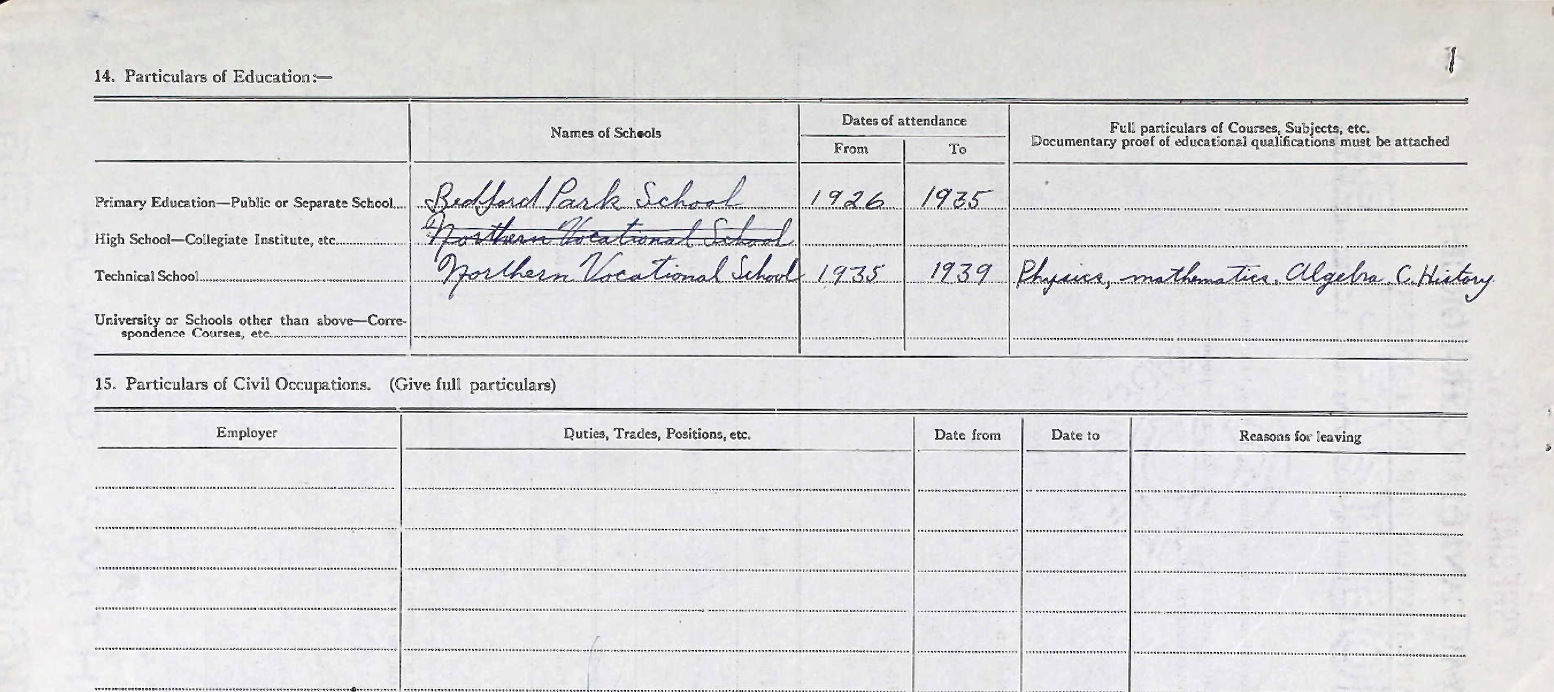 1
14. Particulars of Education:—
Names of Schools
Dates of attendance
From
To
Full particulars of Courses, Subjects, etc.
Documentary proof of educational qualifications must be attached
Primary Education—Public or Separate School Bedford Park School 1926 1935
High School—Collegiate Institute, etc. Northern Vocational School
Technical School Northern Vocational School 1935 1939 Physics, mathematics, Algebra C. History
University or Schools other than above—Corre-
spondence Courses, etc.
15. Particulars of Civil Occupations. (Give full particulars)
Employer Duties, Trades, Positions, etc. Date from Date to Reasons for leaving